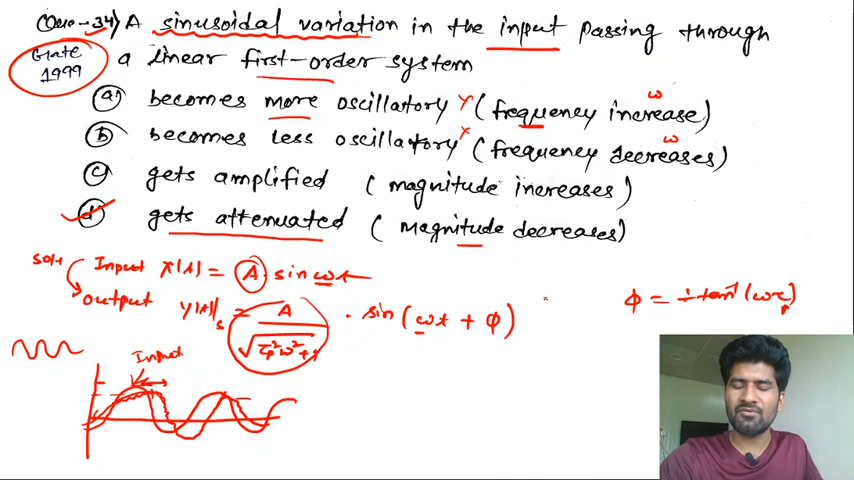 Que-34) A sinusoidal variation in the input passing through
Gate 1999
a linear first-order system
(a) becomes more oscillatory (frequency increase)
ω
(b) becomes less oscillatory (frequency decreases)
ω
(c) gets amplified (magnitude increases)
(d) gets attenuated (Magnitude decreases)
Soln Input X(t) = A sin ωt
Output Y(t)|s = A / √(τp²ω²+1) · sin(ωt + φ)
φ = -tan⁻¹(ωτp)
Input